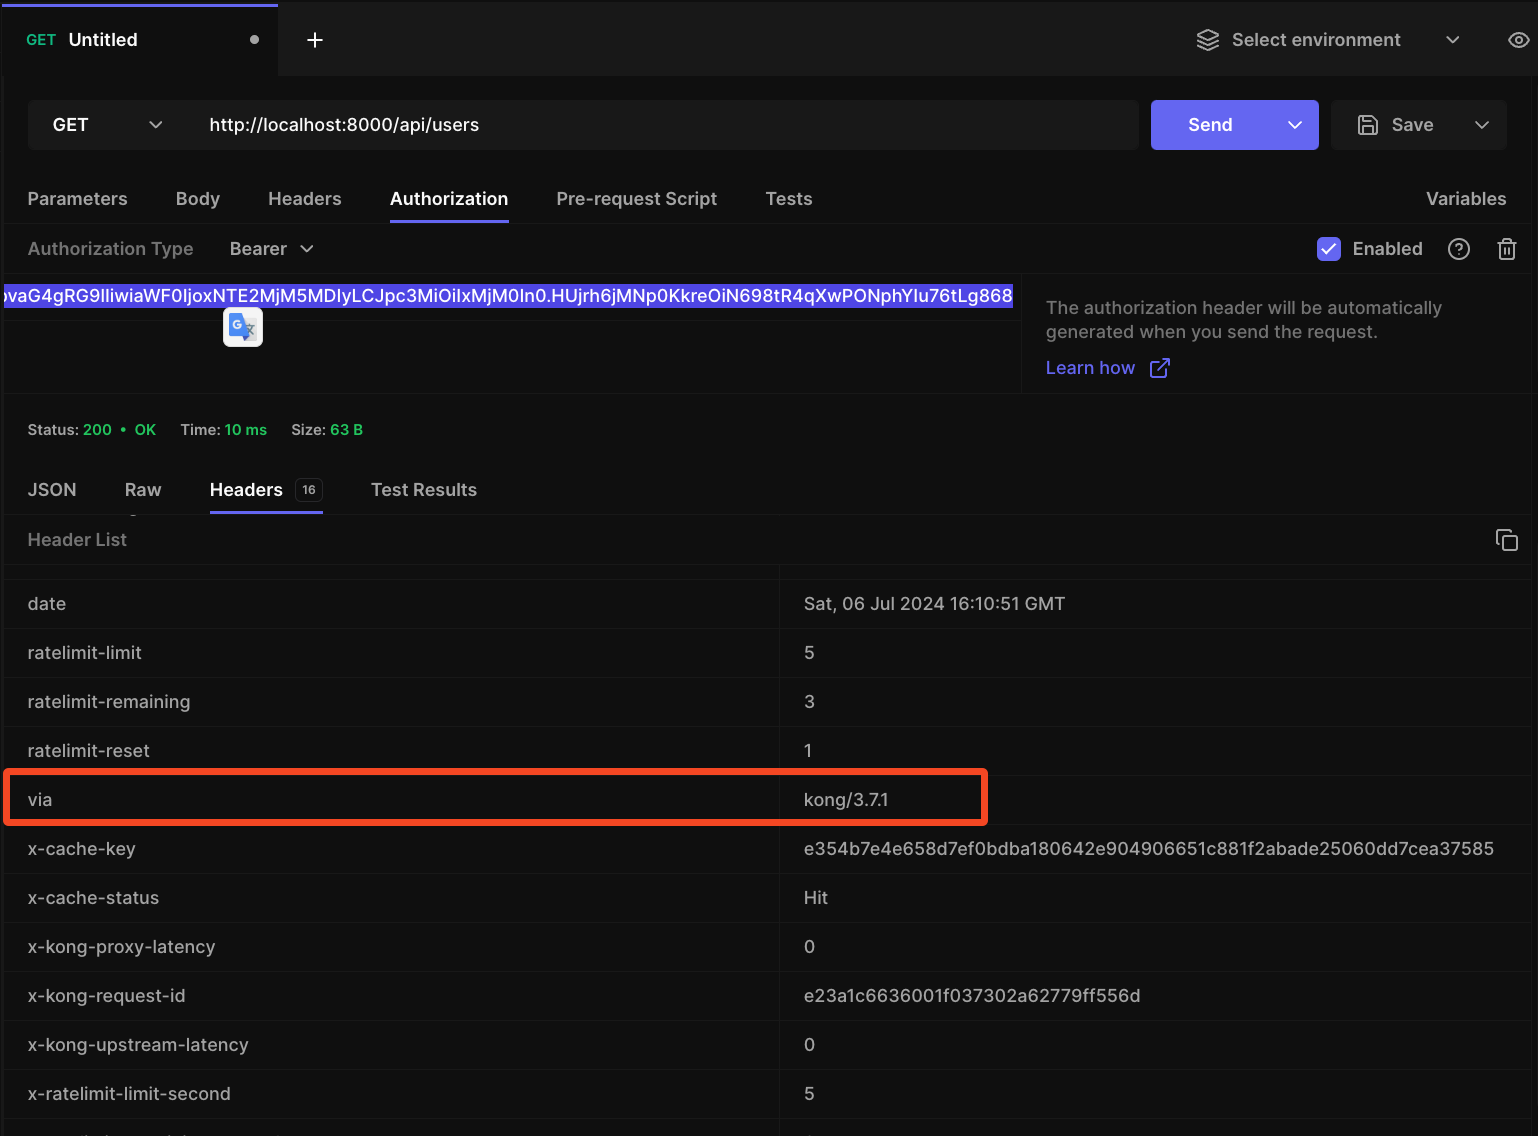 GET Untitled
Select environment
GET http://localhost:8000/api/users Send Save
Parameters Body Headers Authorization Pre-request Script Tests Variables
Authorization Type Bearer Enabled
ovaG4gRG9lIiwiaWF0IjoxNTE2MjM5MDIyLCJpc3MiOiIxMjM0In0.HUjrh6jMNp0KkreOiN698tR4qXwPONphYIu76tLg868
The authorization header will be automatically
generated when you send the request.
Learn how
Status: 200 • OK Time: 10 ms Size: 63 B
JSON Raw Headers 16 Test Results
Header List
date Sat, 06 Jul 2024 16:10:51 GMT
ratelimit-limit 5
ratelimit-remaining 3
ratelimit-reset 1
via kong/3.7.1
x-cache-key e354b7e4e658d7ef0bdba180642e904906651c881f2abade25060dd7cea37585
x-cache-status Hit
x-kong-proxy-latency 0
x-kong-request-id e23a1c6636001f037302a62779ff556d
x-kong-upstream-latency 0
x-ratelimit-limit-second 5